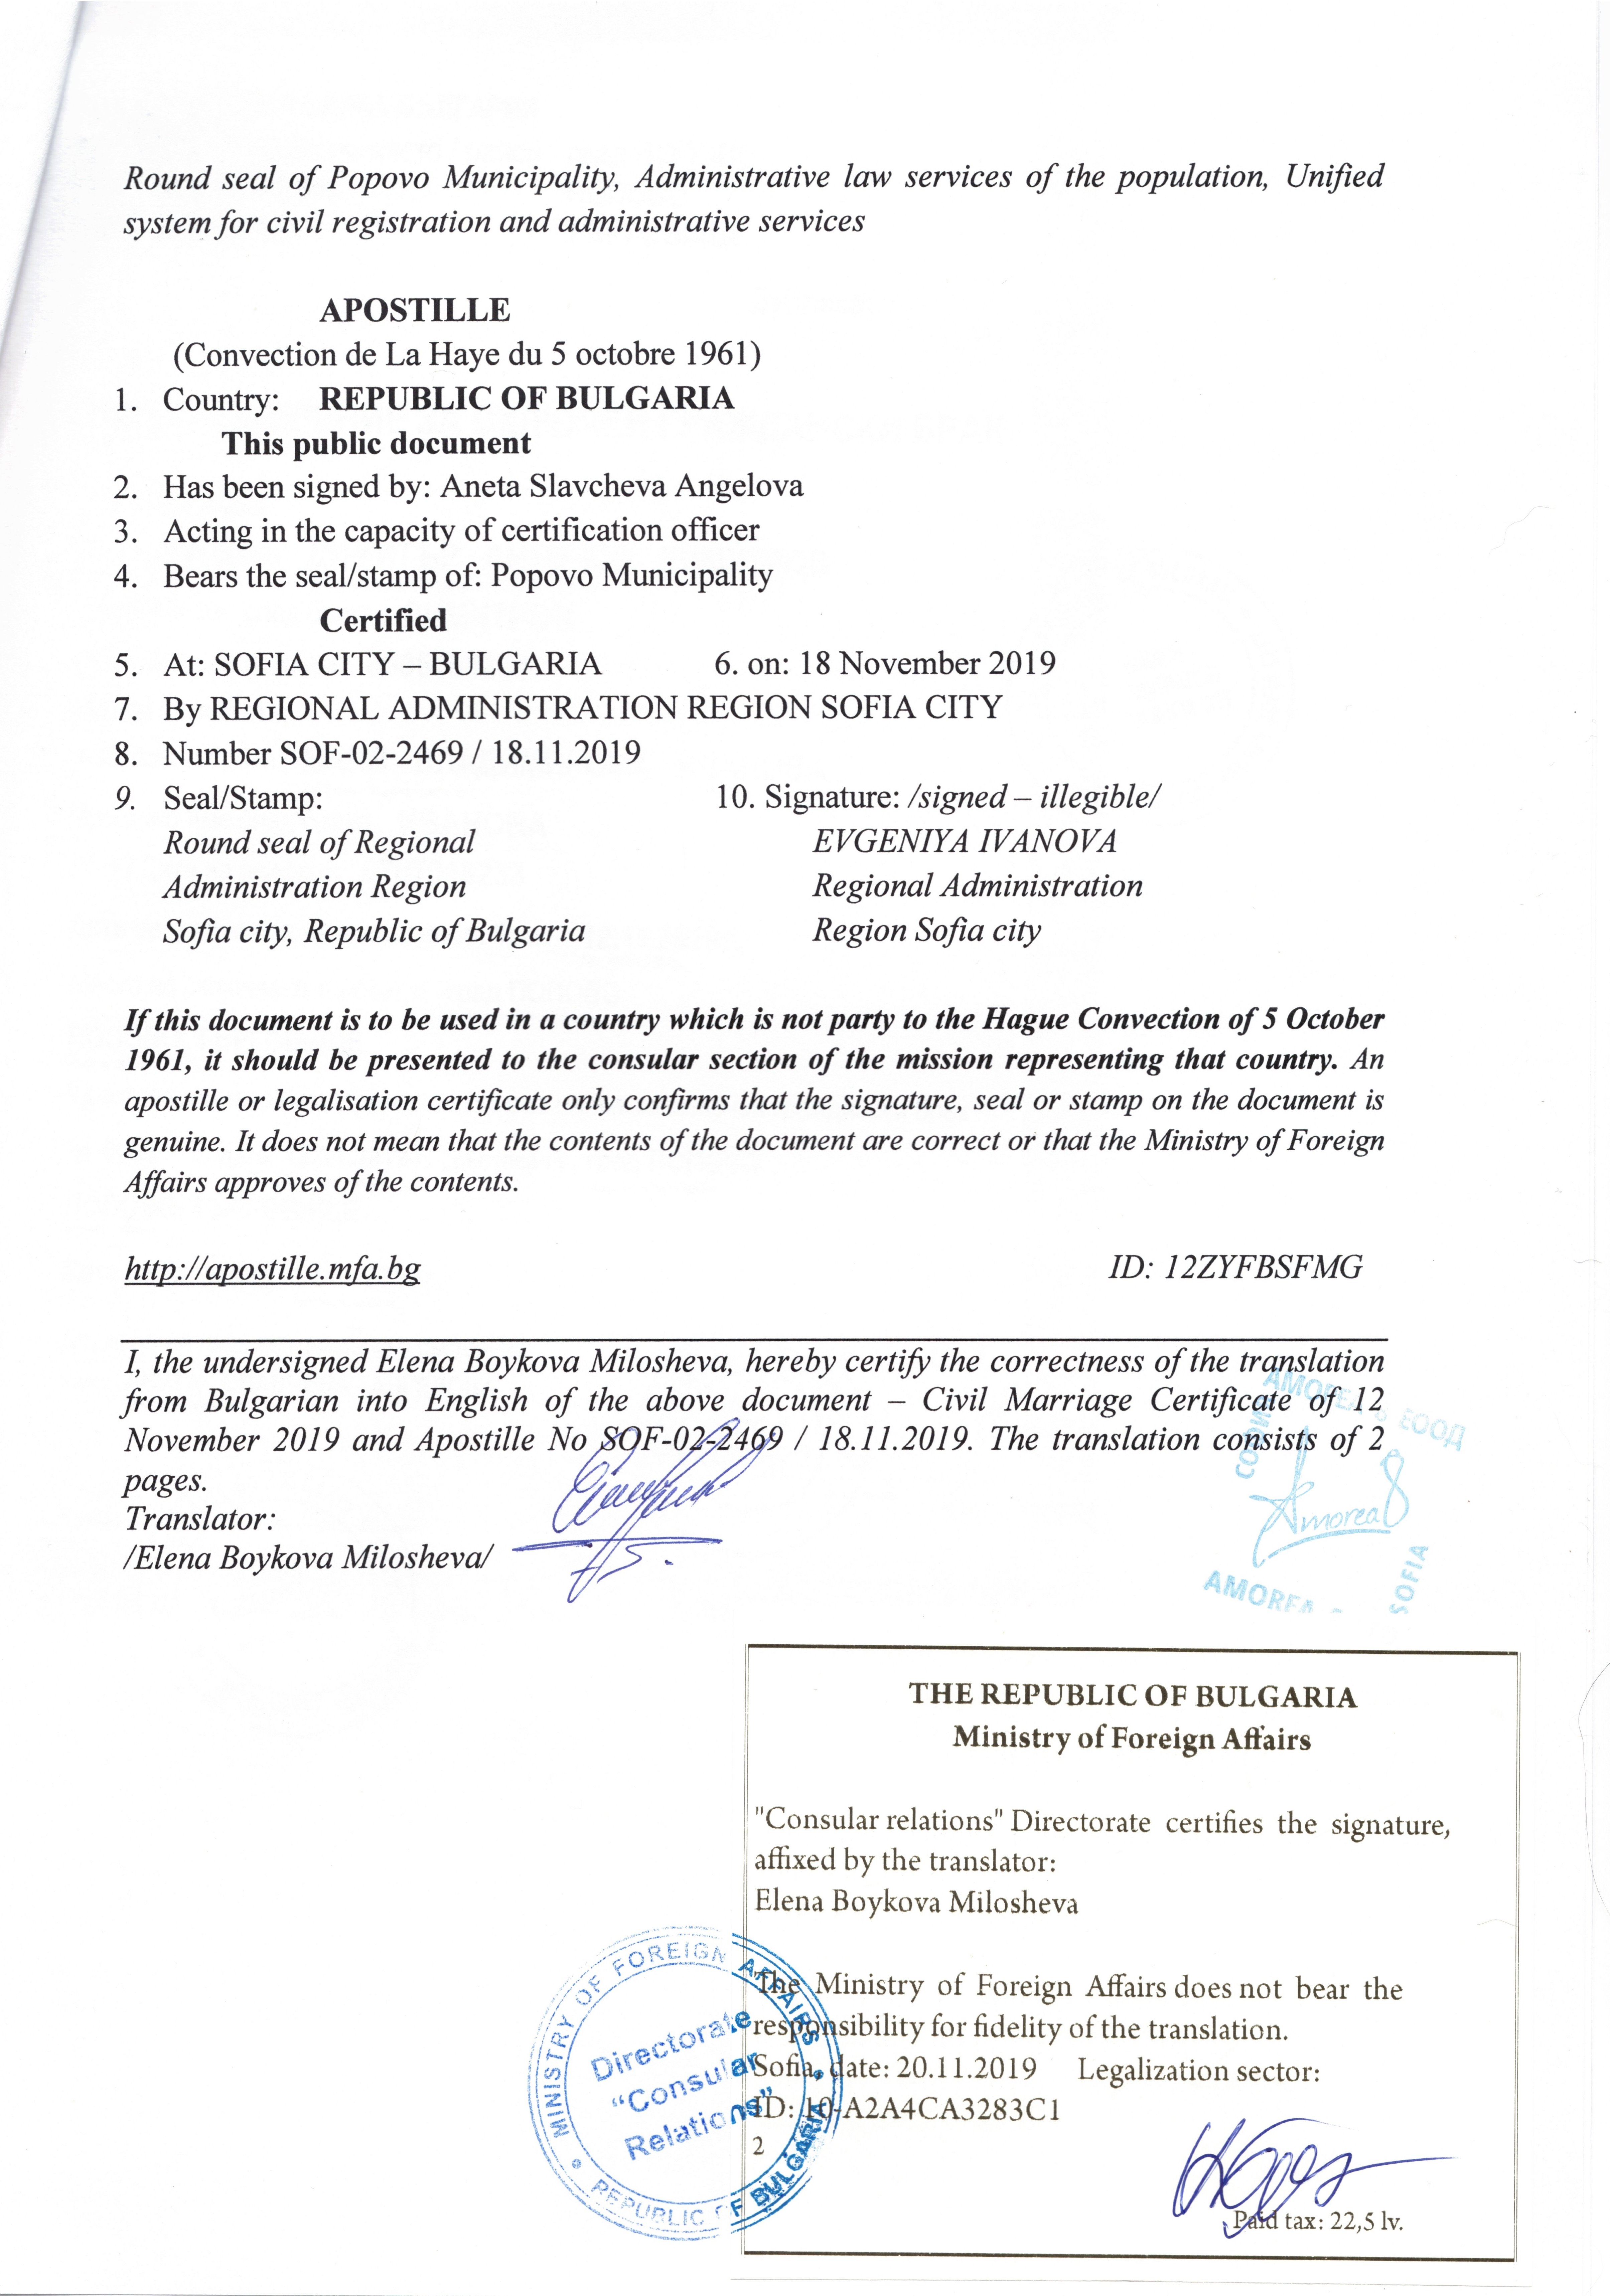 Round seal of Popovo Municipality, Administrative law services of the population, Unified
system for civil registration and administrative services
APOSTILLE
(Convection de La Haye du 5 octobre 1961)
1. Country: REPUBLIC OF BULGARIA
This public document
2. Has been signed by: Aneta Slavcheva Angelova
3. Acting in the capacity of certification officer
4. Bears the seal/stamp of: Popovo Municipality
Certified
5. At: SOFIA CITY – BULGARIA 6. on: 18 November 2019
7. By REGIONAL ADMINISTRATION REGION SOFIA CITY
8. Number SOF-02-2469 / 18.11.2019
9. Seal/Stamp: 10. Signature: /signed – illegible/
Round seal of Regional EVGENIYA IVANOVA
Administration Region Regional Administration
Sofia city, Republic of Bulgaria Region Sofia city
If this document is to be used in a country which is not party to the Hague Convection of 5 October
1961, it should be presented to the consular section of the mission representing that country. An
apostille or legalisation certificate only confirms that the signature, seal or stamp on the document is
genuine. It does not mean that the contents of the document are correct or that the Ministry of Foreign
Affairs approves of the contents.
http://apostille.mfa.bg ID: 12ZYFBSFMG
I, the undersigned Elena Boykova Milosheva, hereby certify the correctness of the translation
from Bulgarian into English of the above document – Civil Marriage Certificate of 12
November 2019 and Apostille No SOF-02-2469 / 18.11.2019. The translation consists of 2
pages.
Translator:
/Elena Boykova Milosheva/
ЕООД
Amorea 8
SOFIA
THE REPUBLIC OF BULGARIA
Ministry of Foreign Affairs
"Consular relations" Directorate certifies the signature,
affixed by the translator:
Elena Boykova Milosheva
The Ministry of Foreign Affairs does not bear the
responsibility for fidelity of the translation.
Sofia, date: 20.11.2019 Legalization sector:
ID: 10-A2A4CA3283C1
2
Paid tax: 22,5 lv.
MINISTRY OF FOREIGN AFFAIRS
Directorate
“Consular
Relations”
REPUBLIC OF BULGARIA